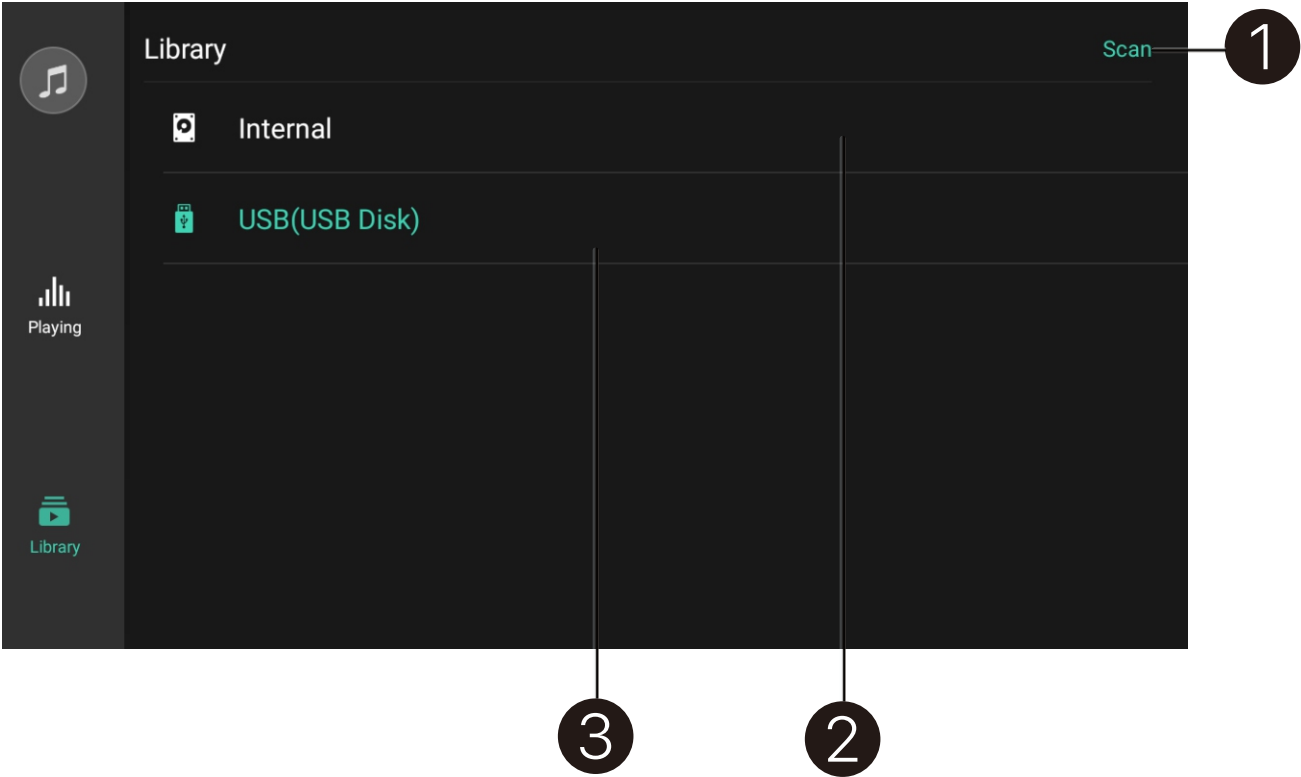 Library
Scan
1
Internal
USB(USB Disk)
Playing
Library
3
2